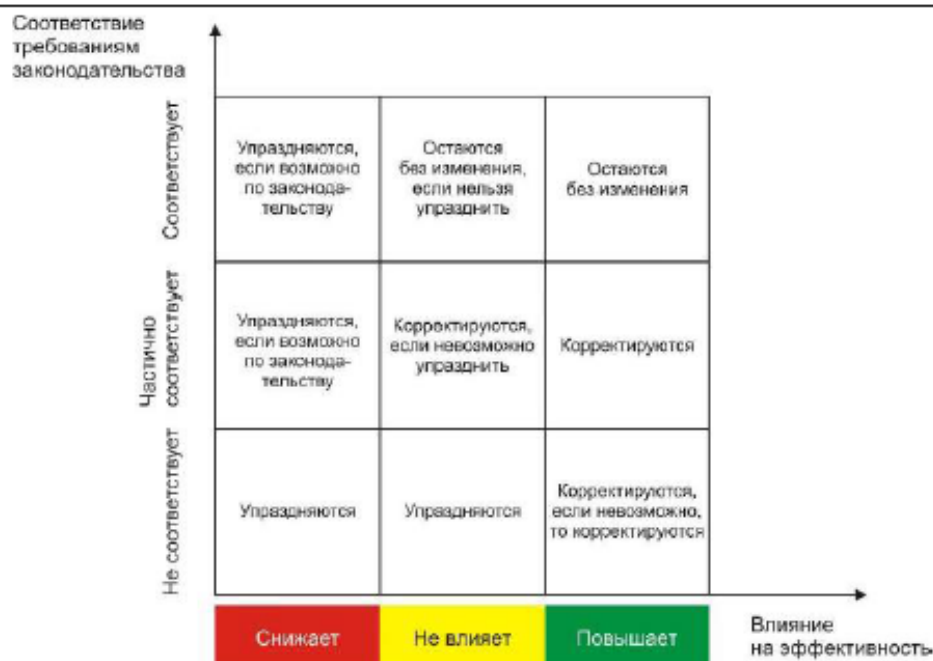 Соответствие
требованиям
законодательства
Соответствует
Упраздняются,
если возможно
по законода-
тельству
Остаются
без изменения,
если нельзя
упразднить
Остаются
без изменения
Частично
соответствует
Упраздняются,
если возможно
по законода-
тельству
Корректируются,
если невозможно
упразднить
Корректируются
Не соответствует
Упраздняются
Упраздняются
Корректируются,
если невозможно,
то корректируются
Снижает
Не влияет
Повышает
Влияние
на эффективность